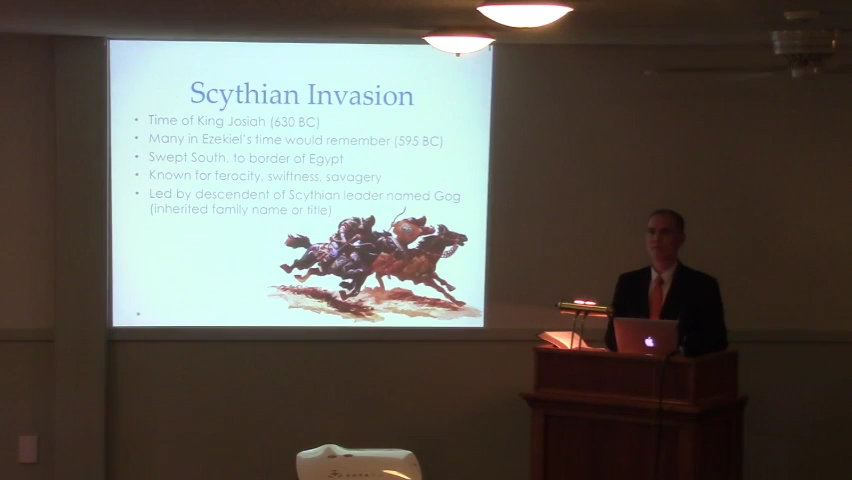 Scythian Invasion
• Time of King Josiah (630 BC)
• Many in Ezekiel's time would remember (595 BC)
• Swept South, to border of Egypt
• Known for ferocity, swiftness, savagery
• Led by descendent of Scythian leader named Gog
(inherited family name or title)